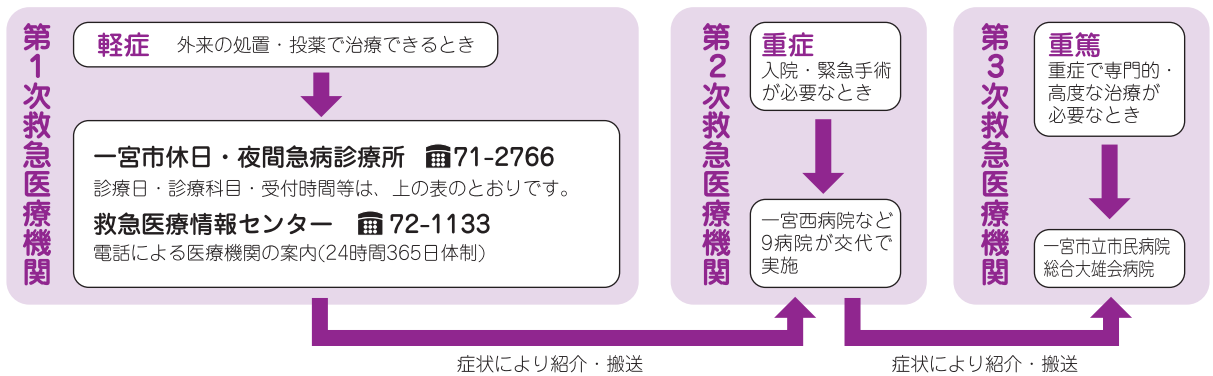 第1次救急医療機関
軽症 外来の処置・投薬で治療できるとき
一宮市休日・夜間急病診療所 ☎71-2766
診療日・診療科目・受付時間等は、上の表のとおりです。
救急医療情報センター ☎72-1133
電話による医療機関の案内(24時間365日体制)
第2次救急医療機関
重症
入院・緊急手術
が必要なとき
一宮西病院など
9病院が交代で
実施
第3次救急医療機関
重篤
重症で専門的・
高度な治療が
必要なとき
一宮市立市民病院
総合大雄会病院
症状により紹介・搬送
症状により紹介・搬送